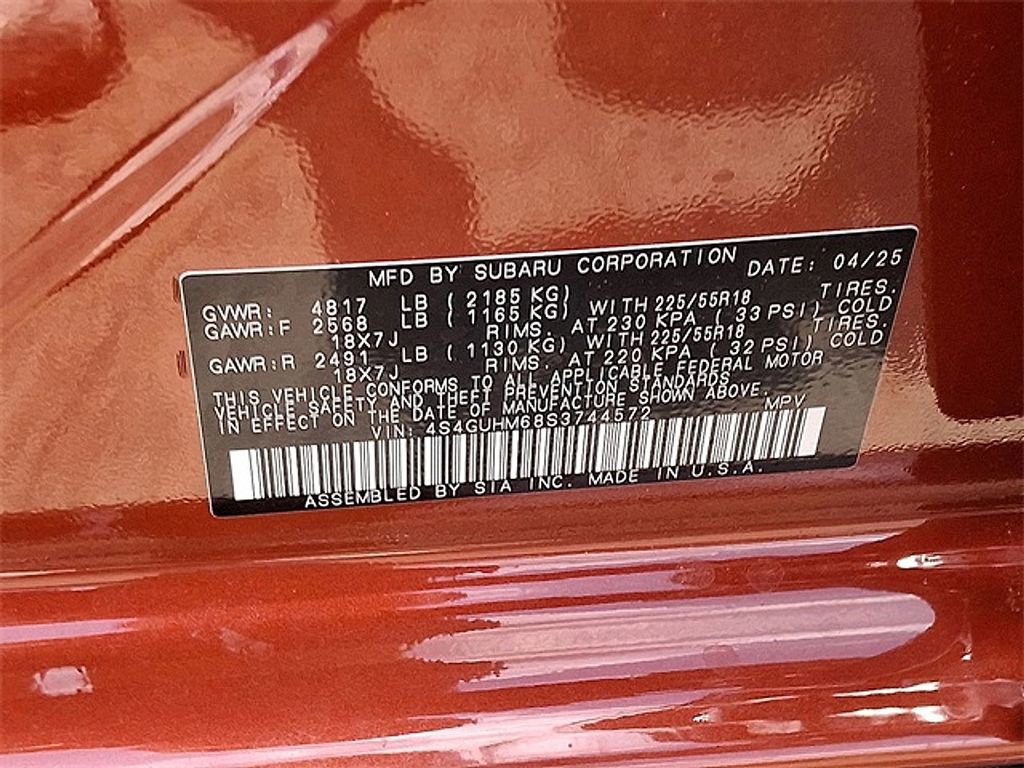 MFD BY SUBARU CORPORATION DATE: 04/25
GVWR: 4817 LB ( 2185 KG)
GAWR:F 2568 LB ( 1165 KG) WITH 225/55R18 TIRES.
18X7J RIMS. AT 230 KPA ( 33 PSI) COLD
GAWR:R 2491 LB ( 1130 KG) WITH 225/55R18 TIRES.
18X7J RIMS. AT 220 KPA ( 32 PSI) COLD
THIS VEHICLE CONFORMS TO ALL APPLICABLE FEDERAL MOTOR
VEHICLE SAFETY AND THEFT PREVENTION STANDARDS
IN EFFECT ON THE DATE OF MANUFACTURE SHOWN ABOVE.
VIN: 4S4GUHM68S3744572 MPV
ASSEMBLED BY SIA INC. MADE IN U.S.A.